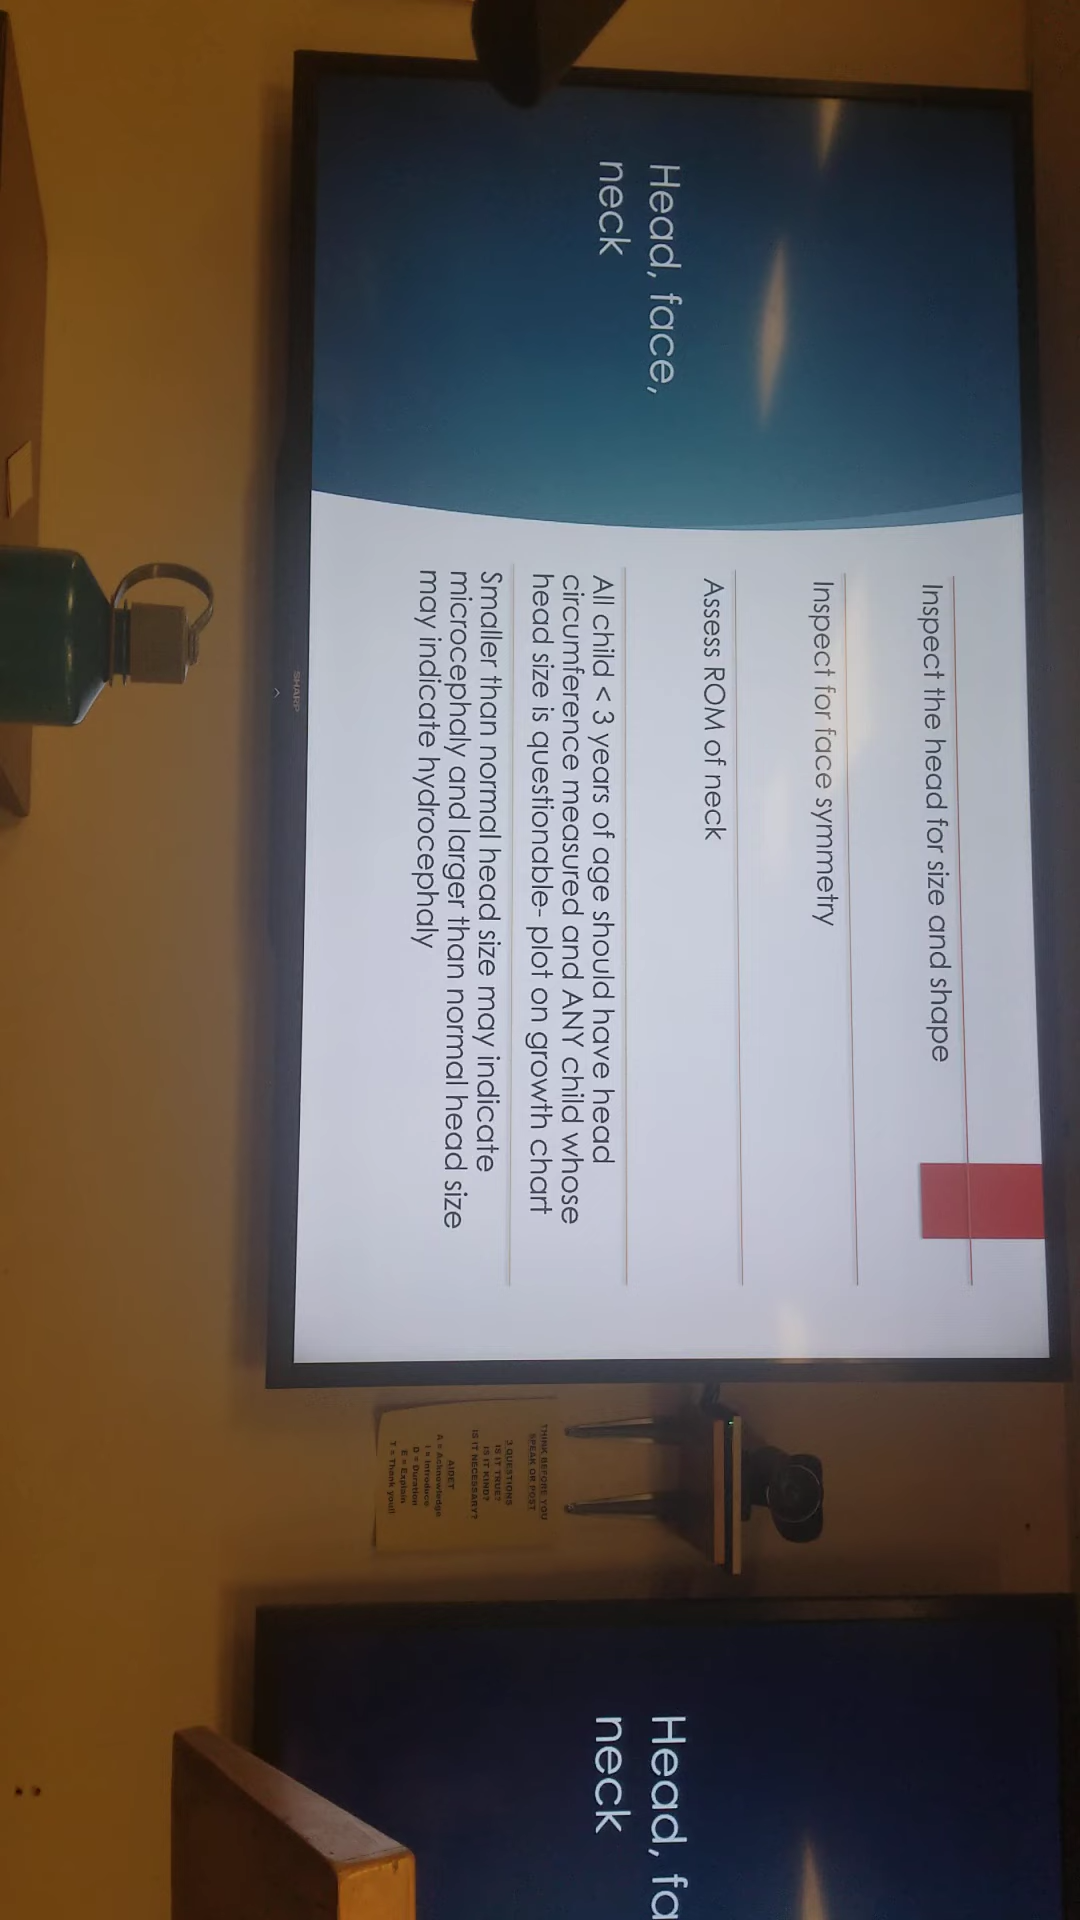 Head, face,
neck
Inspect the head for size and shape
Inspect for face symmetry
Assess ROM of neck
All child < 3 years of age should have head
circumference measured and ANY child whose
head size is questionable- plot on growth chart
Smaller than normal head size may indicate
microcephaly and larger than normal head size
may indicate hydrocephaly
SHARP
THINK BEFORE YOU
SPEAK OR POST
3 QUESTIONS
IS IT TRUE?
IS IT KIND?
IS IT NECESSARY?
AIDET
A = Acknowledge
I = Introduce
D = Duration
E = Explain
T = Thank you!!
Head, fa
neck